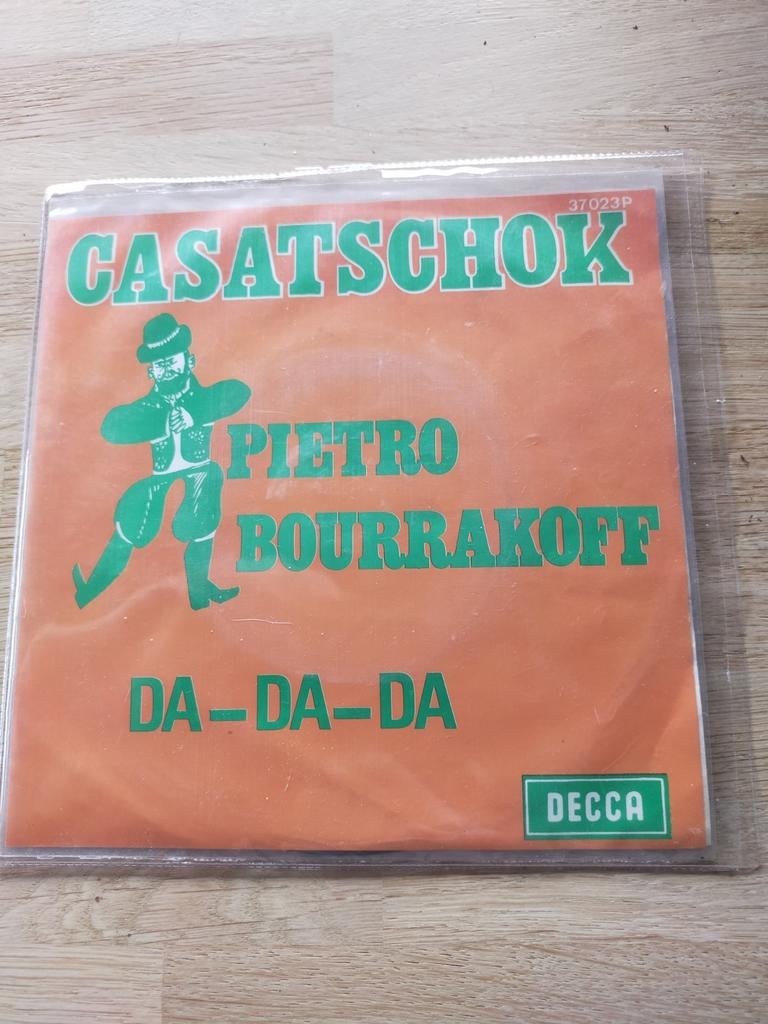 37023P
CASATSCHOK
PIETRO
BOURRAKOFF
DA-DA-DA
DECCA